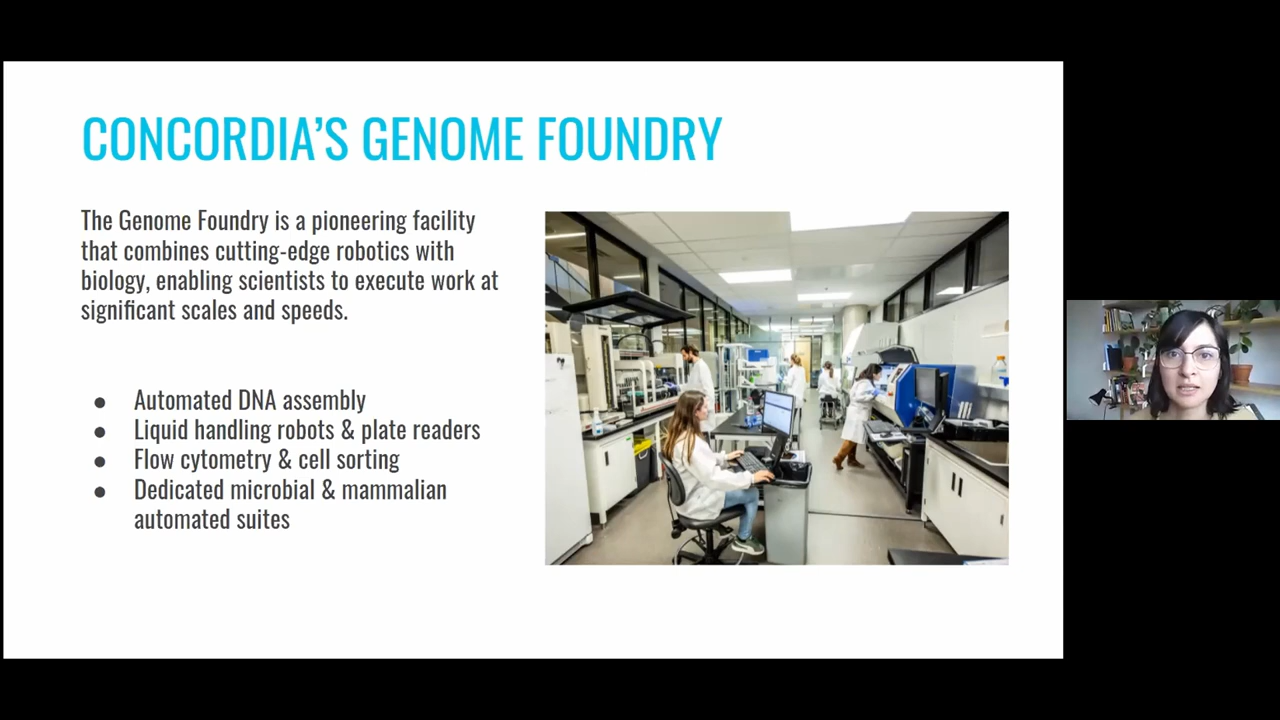 CONCORDIA’S GENOME FOUNDRY
The Genome Foundry is a pioneering facility
that combines cutting-edge robotics with
biology, enabling scientists to execute work at
significant scales and speeds.
● Automated DNA assembly
● Liquid handling robots & plate readers
● Flow cytometry & cell sorting
● Dedicated microbial & mammalian
automated suites